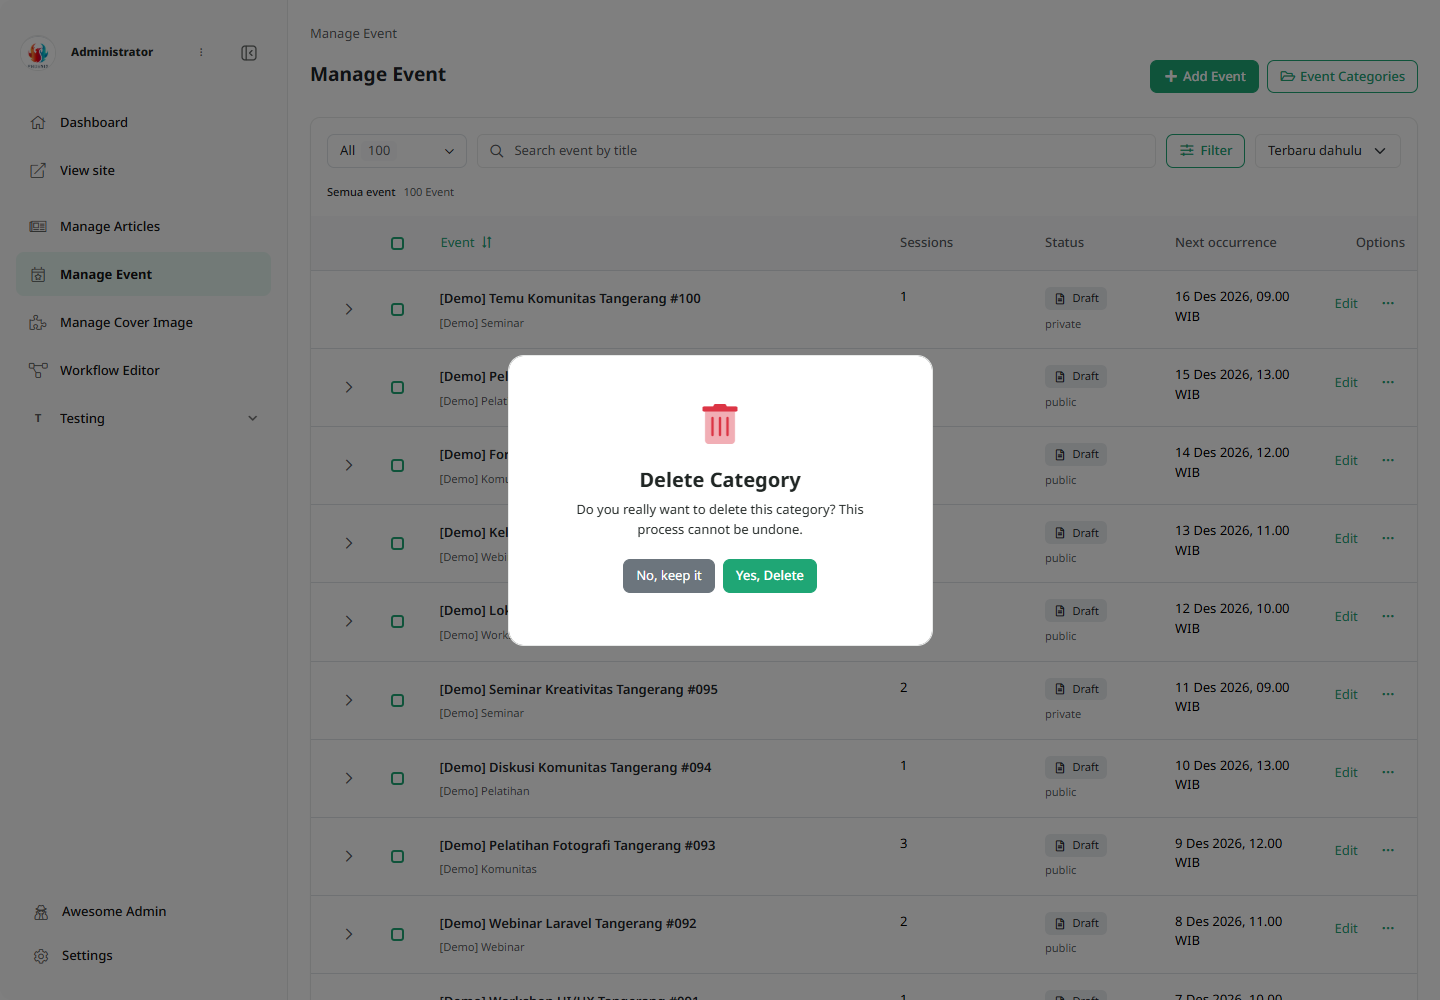 Administrator
Dashboard
View site
Manage Articles
Manage Event
Manage Cover Image
Workflow Editor
T Testing
Awesome Admin
Settings
Manage Event
Manage Event
Add Event
Event Categories
All 100
Search event by title
Filter
Terbaru dahulu
Semua event 100 Event
Event Sessions Status Next occurrence Options
[Demo] Temu Komunitas Tangerang #100 1 Draft 16 Des 2026, 09.00 Edit
[Demo] Seminar private WIB
[Demo] Draft 15 Des 2026, 13.00 Edit
[Demo] public WIB
[Demo] Draft 14 Des 2026, 12.00 Edit
[Demo] public WIB
[Demo] Draft 13 Des 2026, 11.00 Edit
[Demo] public WIB
[Demo] Draft 12 Des 2026, 10.00 Edit
[Demo] public WIB
[Demo] Seminar Kreativitas Tangerang #095 2 Draft 11 Des 2026, 09.00 Edit
[Demo] Seminar private WIB
[Demo] Diskusi Komunitas Tangerang #094 1 Draft 10 Des 2026, 13.00 Edit
[Demo] Pelatihan public WIB
[Demo] Pelatihan Fotografi Tangerang #093 3 Draft 9 Des 2026, 12.00 Edit
[Demo] Komunitas public WIB
[Demo] Webinar Laravel Tangerang #092 2 Draft 8 Des 2026, 11.00 Edit
[Demo] Webinar public WIB
Delete Category
Do you really want to delete this category? This
process cannot be undone.
No, keep it
Yes, Delete